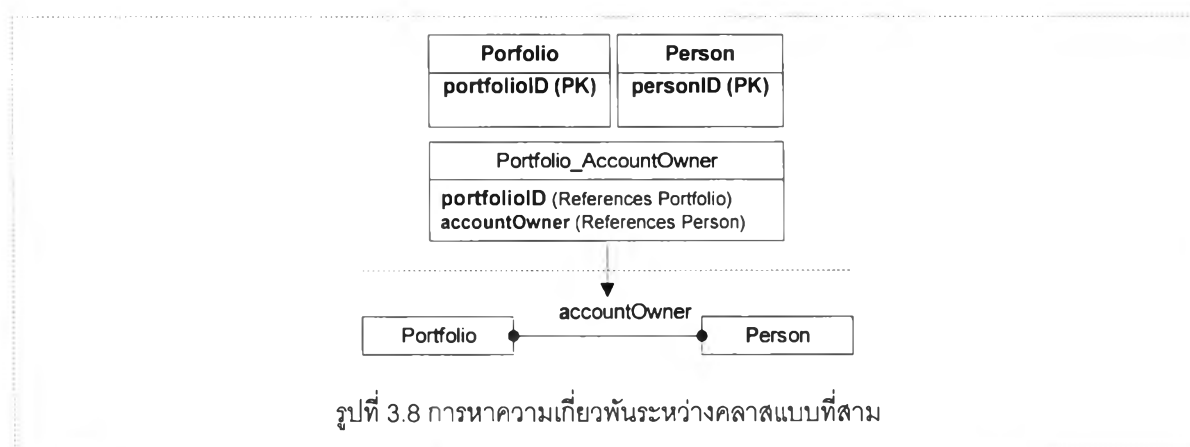 Porfolio
portfolioID (PK)
Person
personID (PK)
Portfolio_AccountOwner
portfolioID (References Portfolio)
accountOwner (References Person)
accountOwner
Portfolio
Person
รูปที่ 3.8 การหาความเกี่ยวพันระหว่างคลาสแบบที่สาม